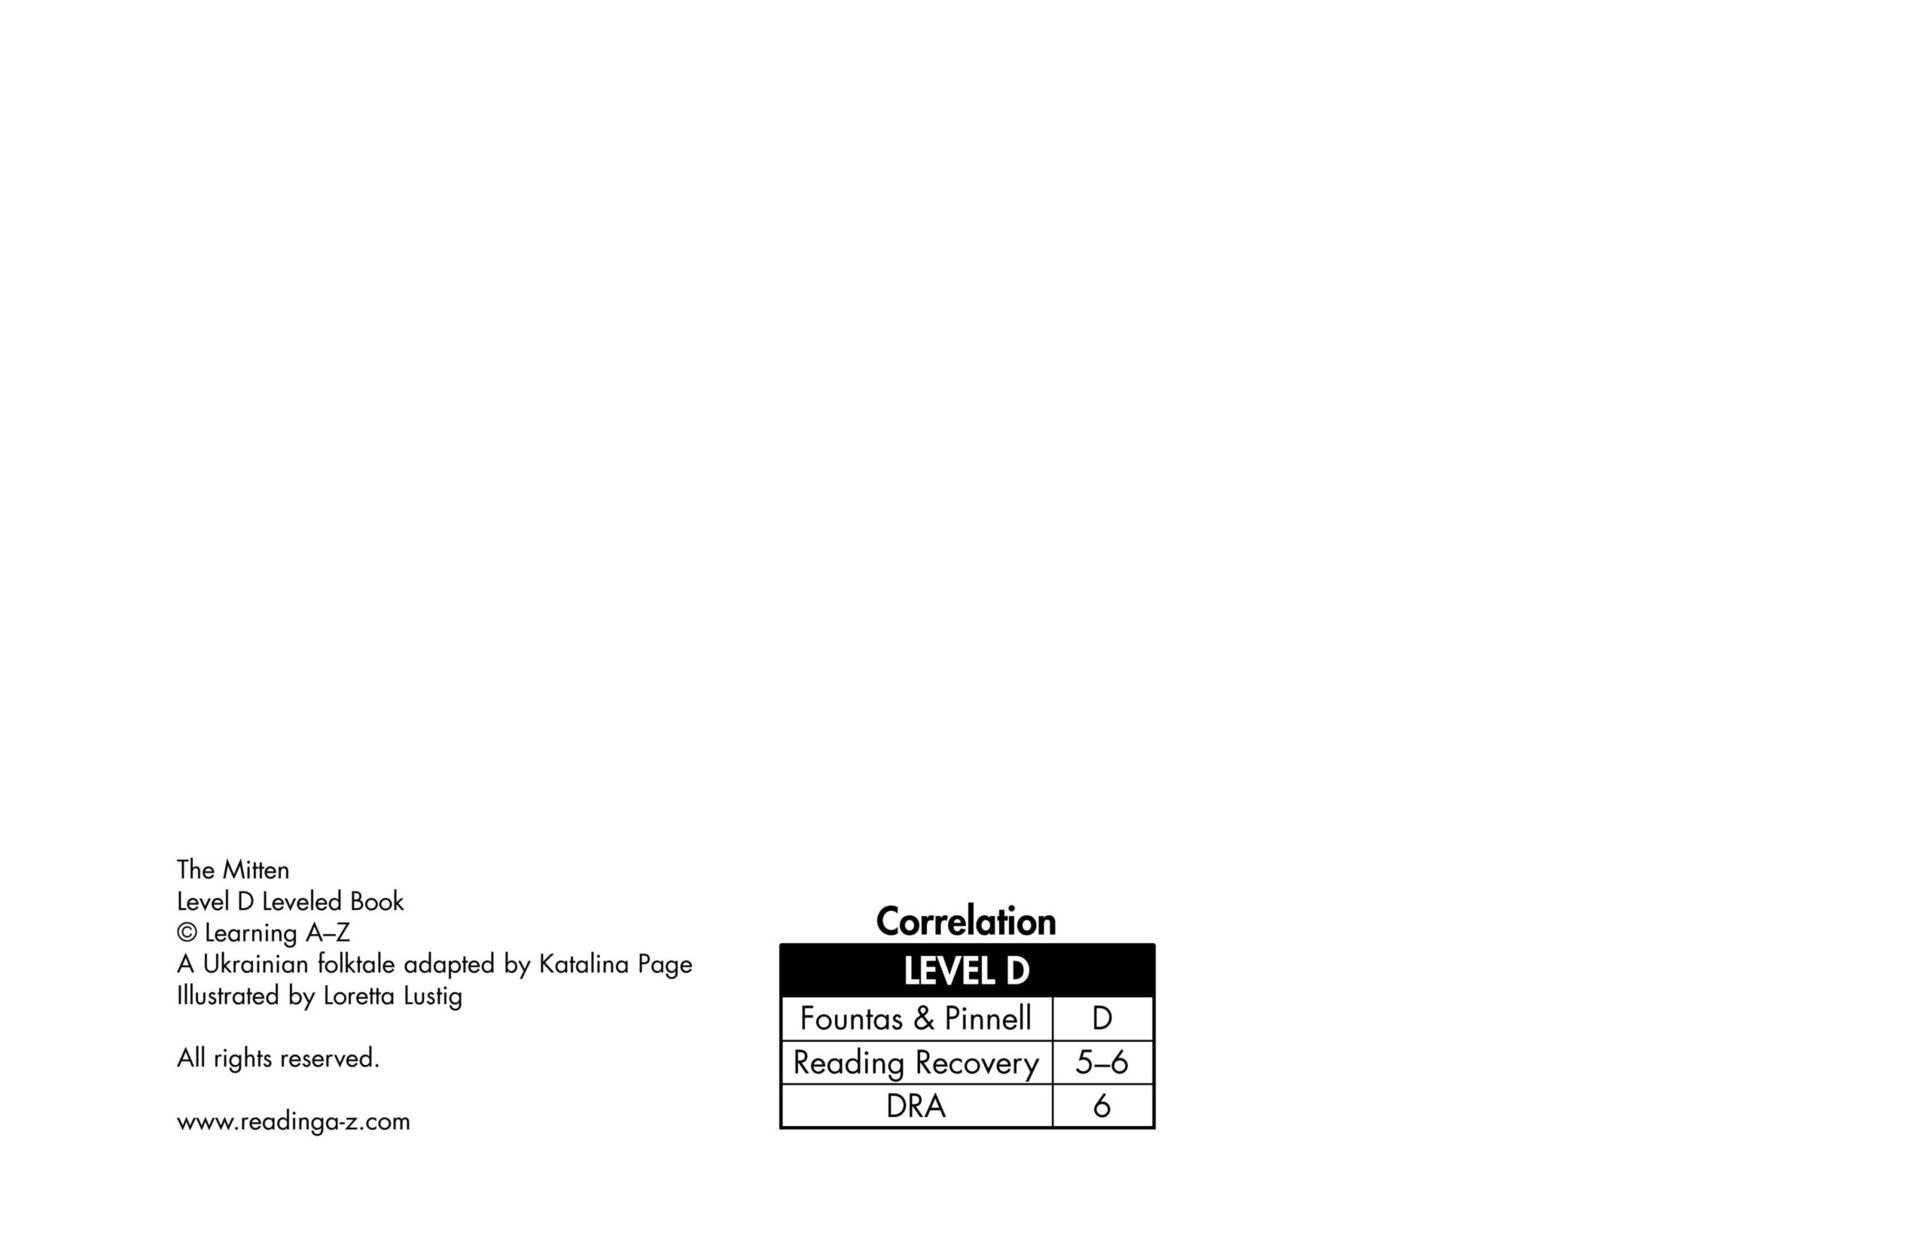 The Mitten
Level D Leveled Book
© Learning A–Z
A Ukrainian folktale adapted by Katalina Page
Illustrated by Loretta Lustig
All rights reserved.
www.readinga-z.com
Correlation
LEVEL D
Fountas & Pinnell D
Reading Recovery 5–6
DRA 6